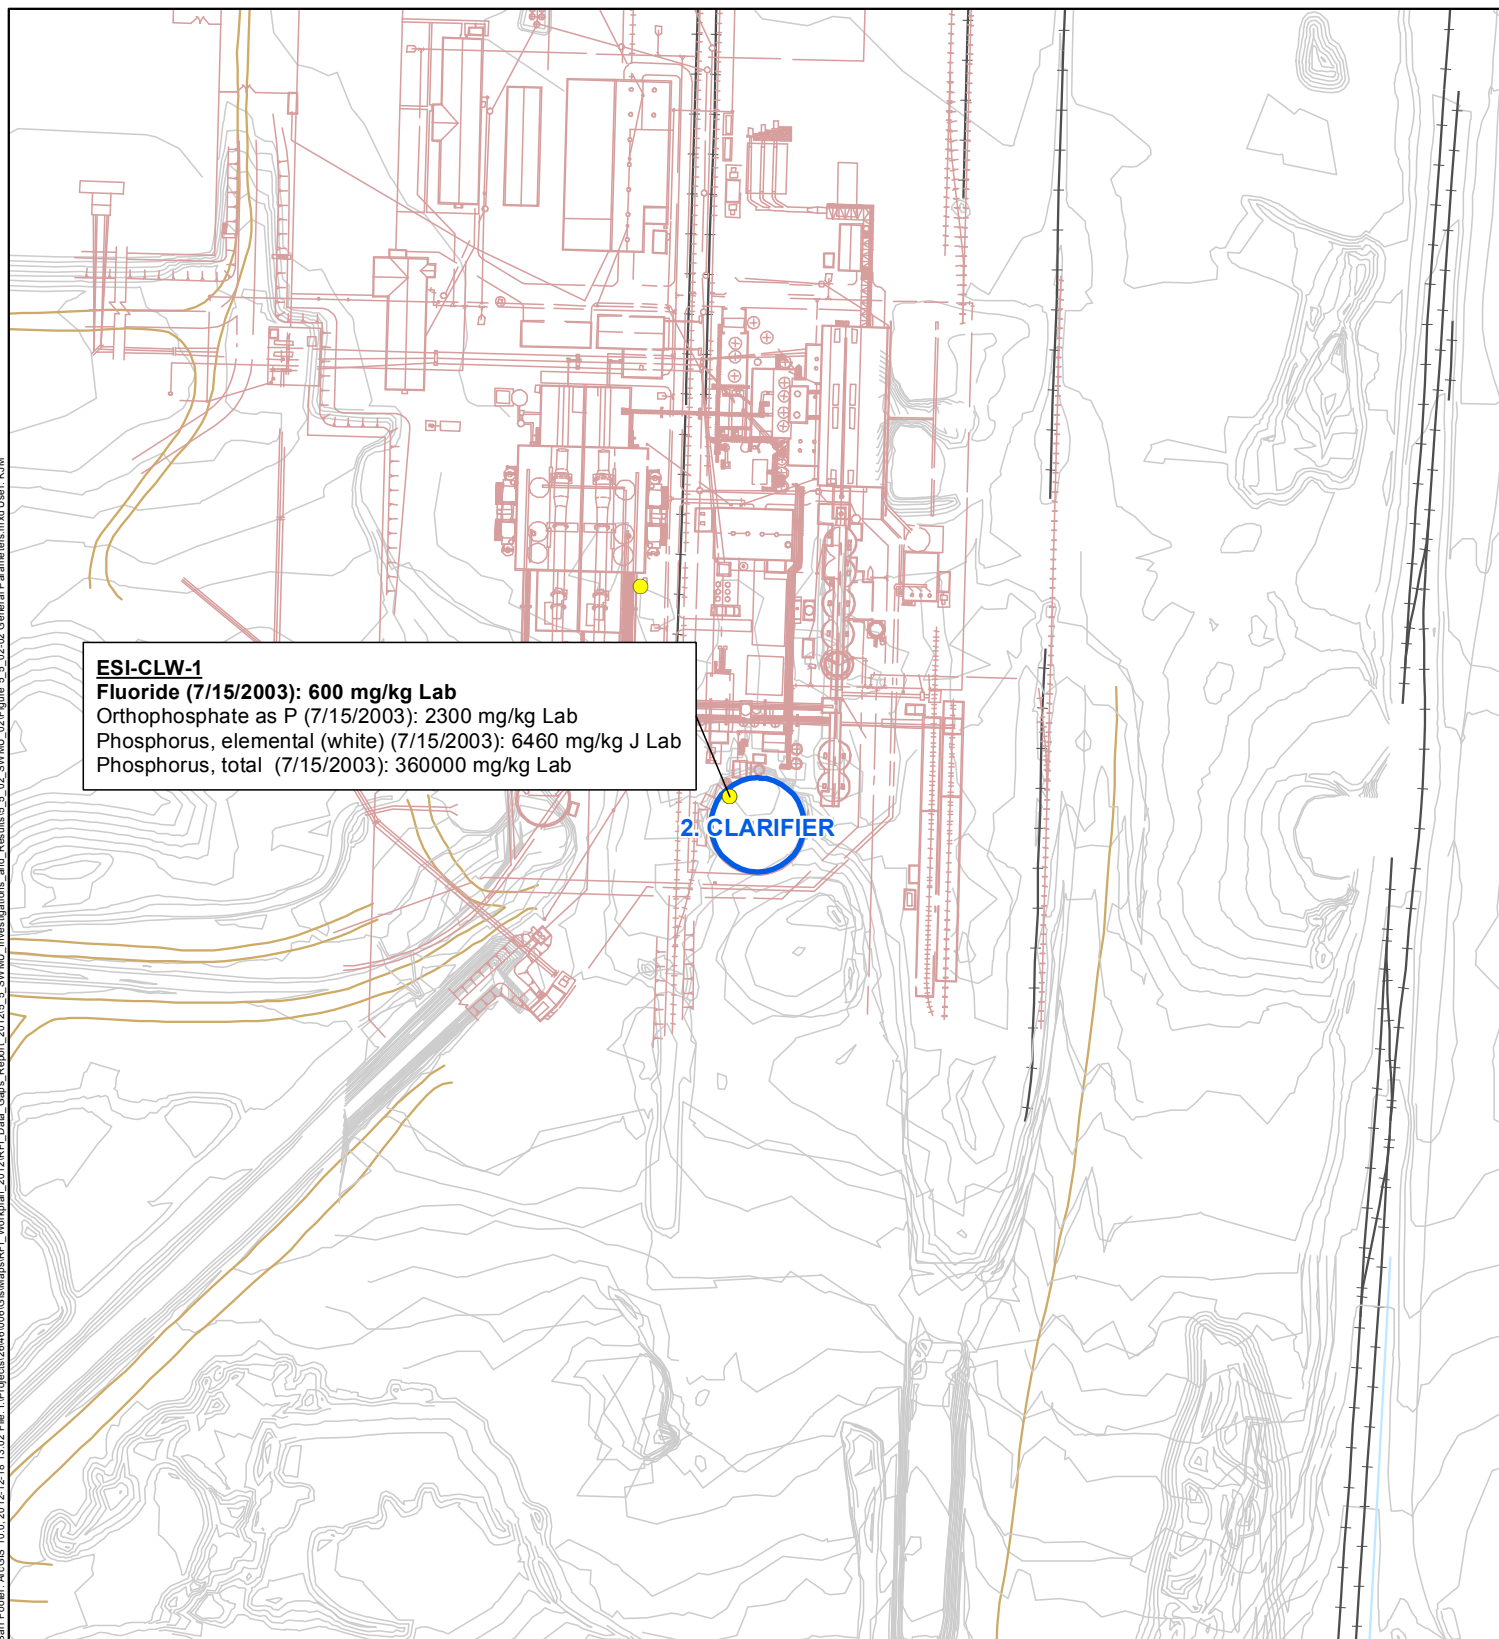 ESI-CLW-1
Fluoride (7/15/2003): 600 mg/kg Lab
Orthophosphate as P (7/15/2003): 2300 mg/kg Lab
Phosphorus, elemental (white) (7/15/2003): 6460 mg/kg J Lab
Phosphorus, total (7/15/2003): 360000 mg/kg Lab
2. CLARIFIER